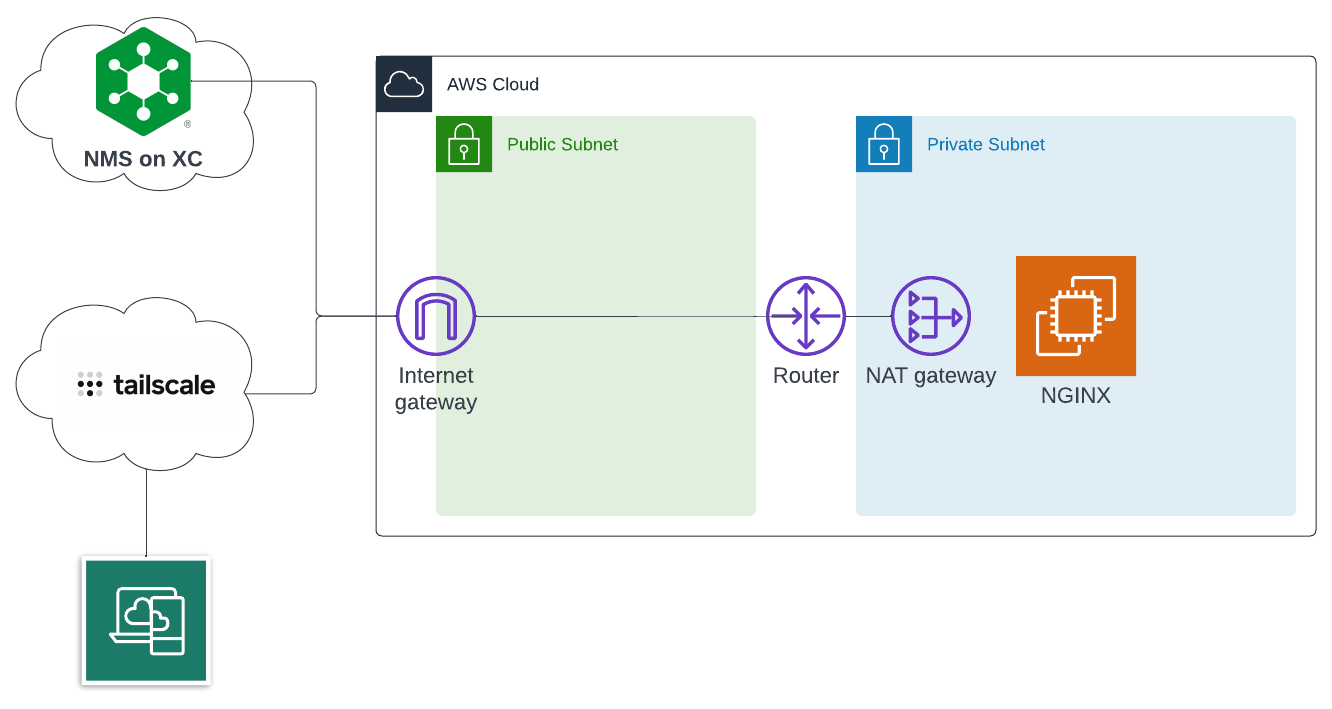 NMS on XC
®
AWS Cloud
Public Subnet
Private Subnet
tailscale
Internet
gateway
Router
NAT gateway
NGINX